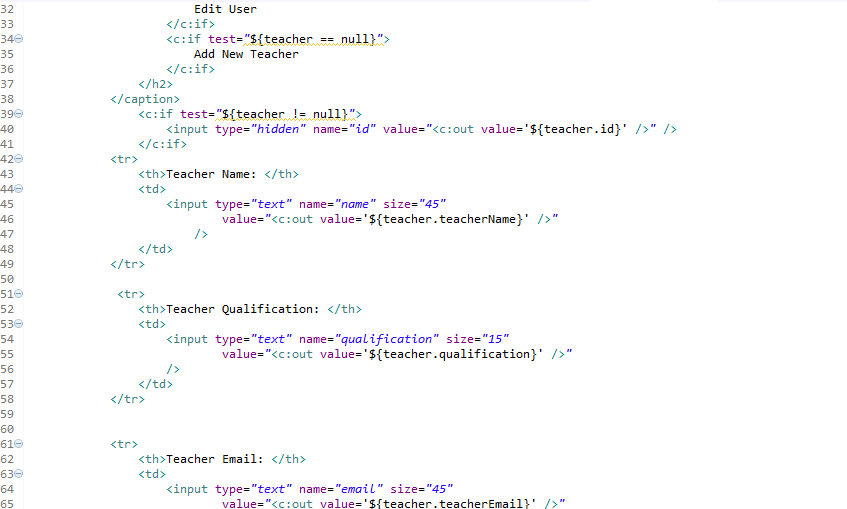 32 Edit User
33 </c:if>
34 <c:if test="${teacher == null}">
35 Add New Teacher
36 </c:if>
37 </h2>
38 </caption>
39 <c:if test="${teacher != null}">
40 <input type="hidden" name="id" value="<c:out value='${teacher.id}' />" />
41 </c:if>
42 <tr>
43 <th>Teacher Name: </th>
44 <td>
45 <input type="text" name="name" size="45"
46 value="<c:out value='${teacher.teacherName}' />"
47 />
48 </td>
49 </tr>
50
51 <tr>
52 <th>Teacher Qualification: </th>
53 <td>
54 <input type="text" name="qualification" size="15"
55 value="<c:out value='${teacher.qualification}' />"
56 />
57 </td>
58 </tr>
59
60
61 <tr>
62 <th>Teacher Email: </th>
63 <td>
64 <input type="text" name="email" size="45"
65 value="<c:out value='${teacher.teacherEmail}' />"